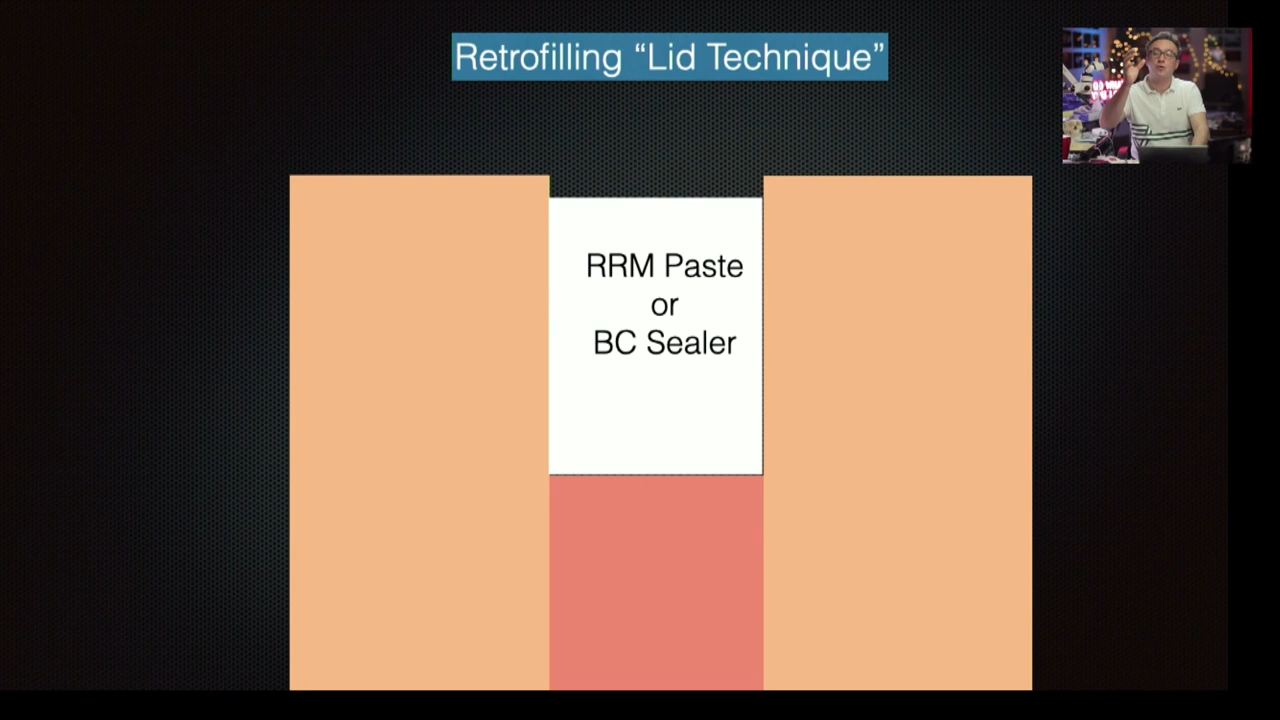 Retrofilling “Lid Technique”
RRM Paste
or
BC Sealer